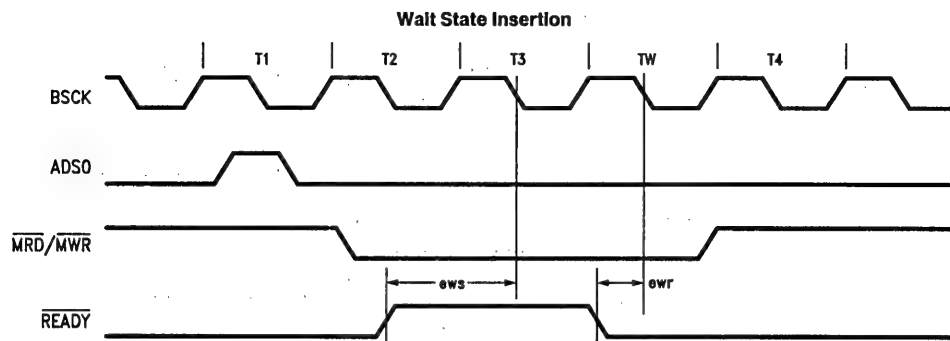 Wait State Insertion
T1 T2 T3 TW T4
BSCK
ADS0
MRD/MWR
ews ewr
READY